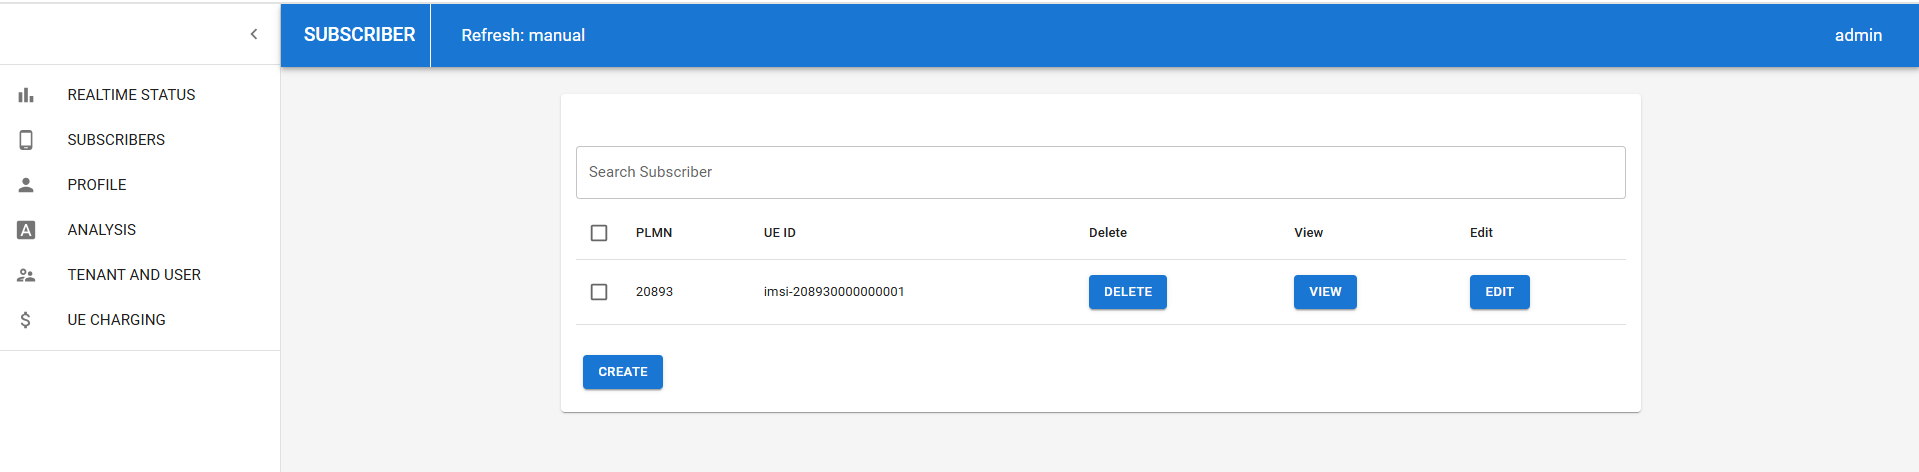 SUBSCRIBER
Refresh: manual
admin
REALTIME STATUS
SUBSCRIBERS
PROFILE
ANALYSIS
TENANT AND USER
UE CHARGING
Search Subscriber
PLMN UE ID Delete View Edit
20893 imsi-208930000000001 DELETE VIEW EDIT
CREATE